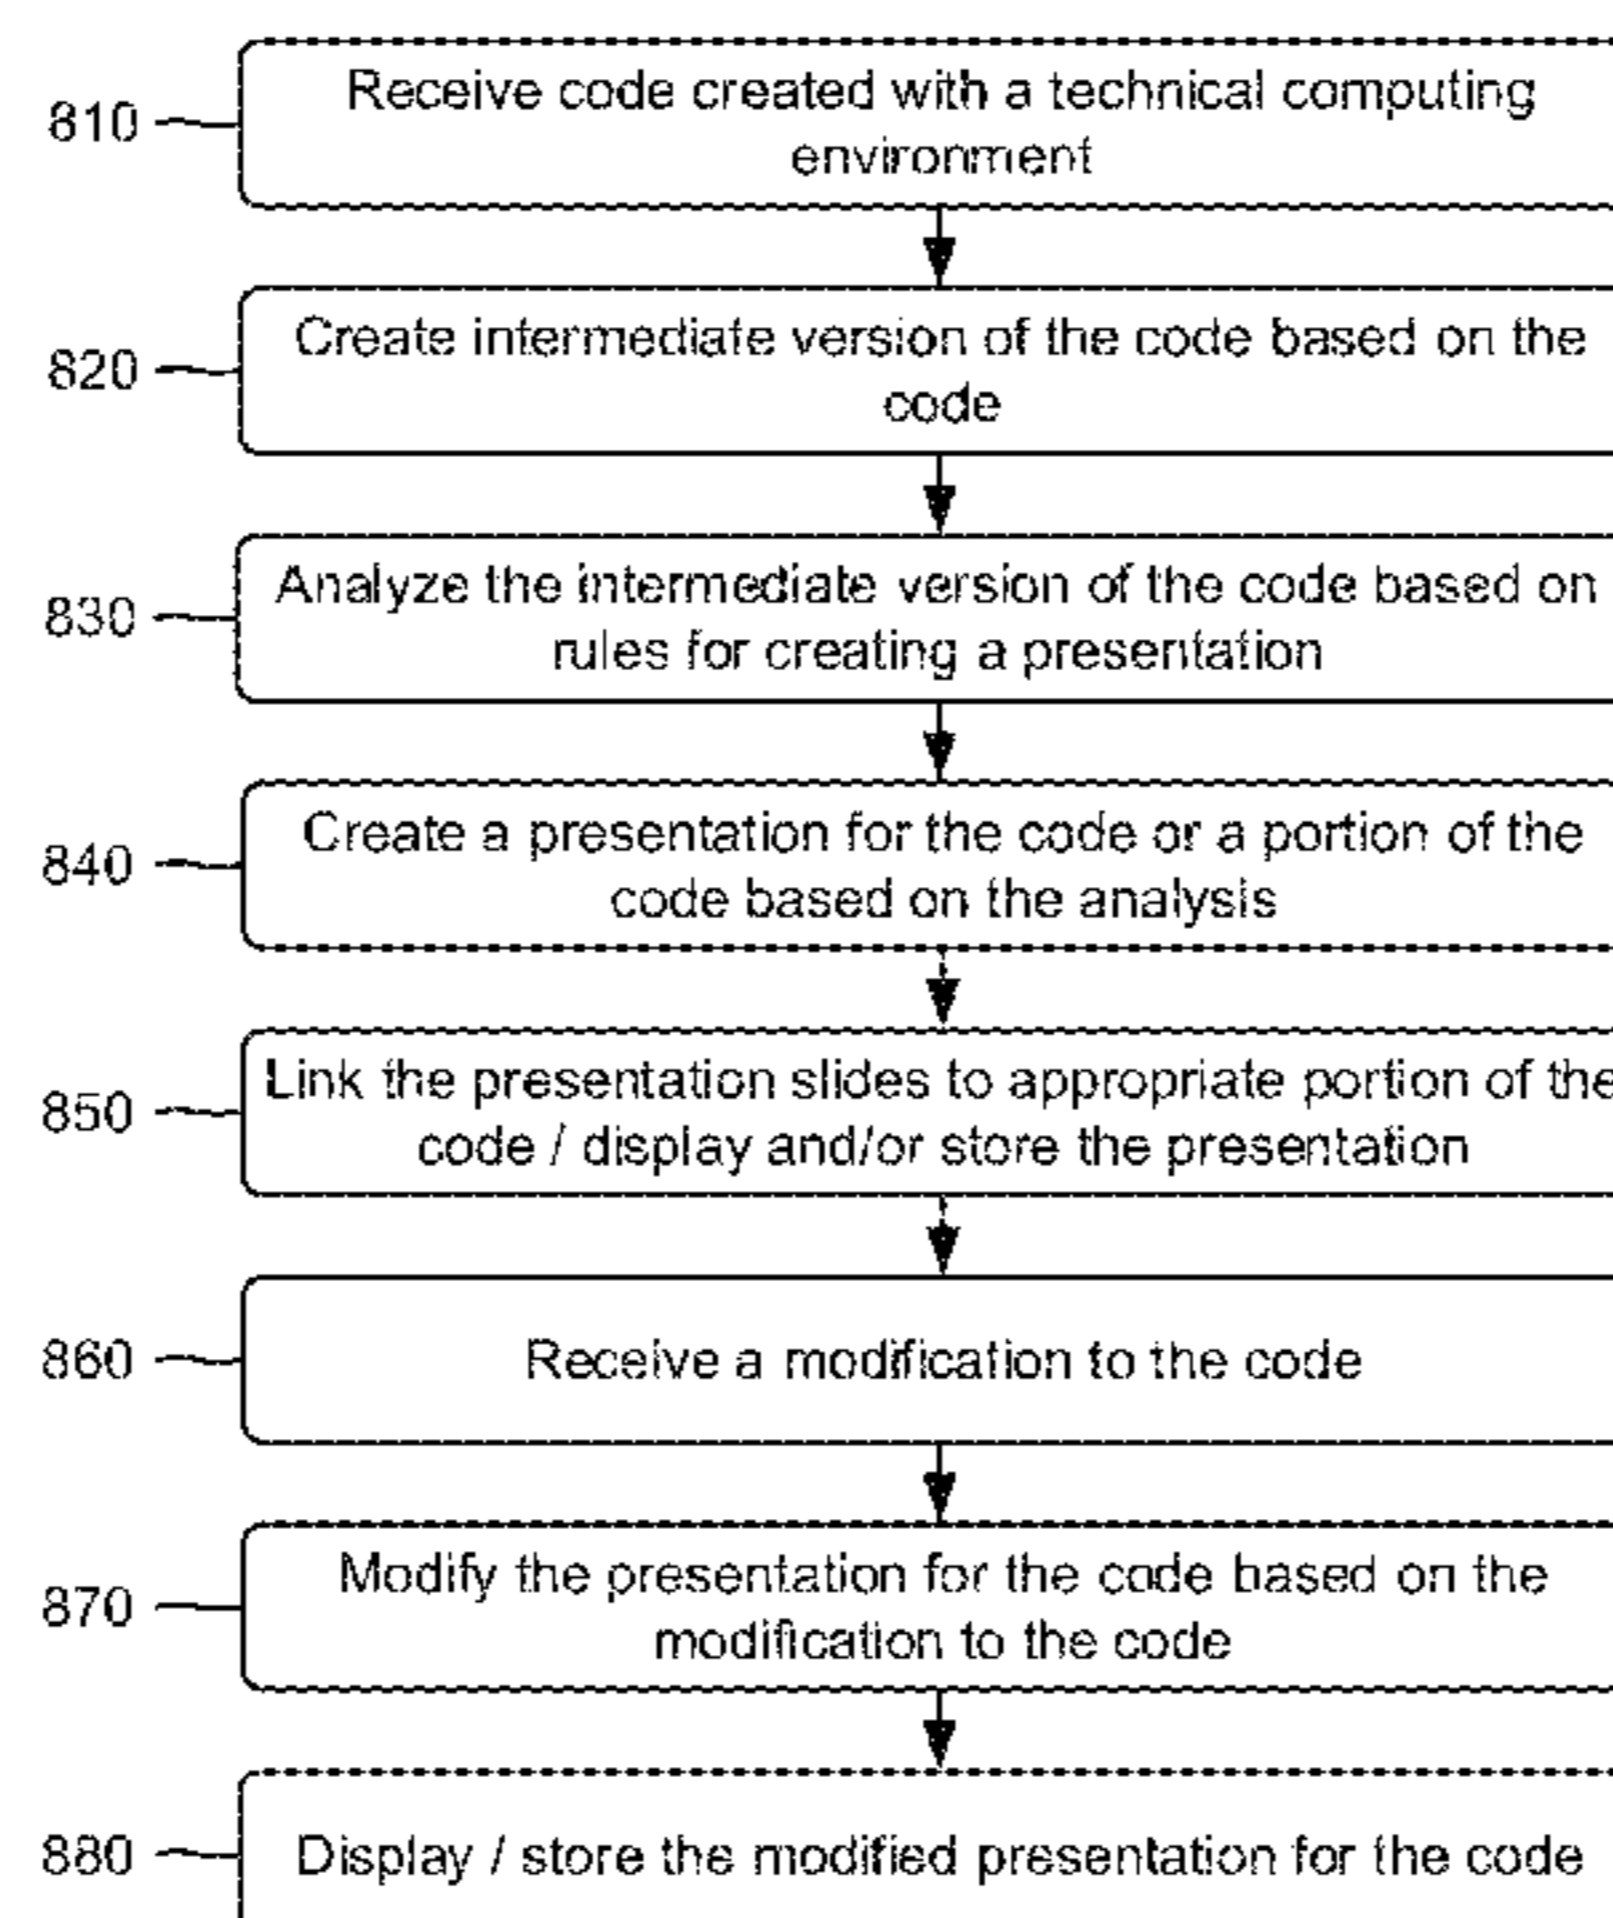 810
Receive code created with a technical computing
environment
820
Create intermediate version of the code based on the
code
830
Analyze the intermediate version of the code based on
rules for creating a presentation
840
Create a presentation for the code or a portion of the
code based on the analysis
850
Link the presentation slides to appropriate portion of the
code / display and/or store the presentation
860
Receive a modification to the code
870
Modify the presentation for the code based on the
modification to the code
880
Display / store the modified presentation for the code